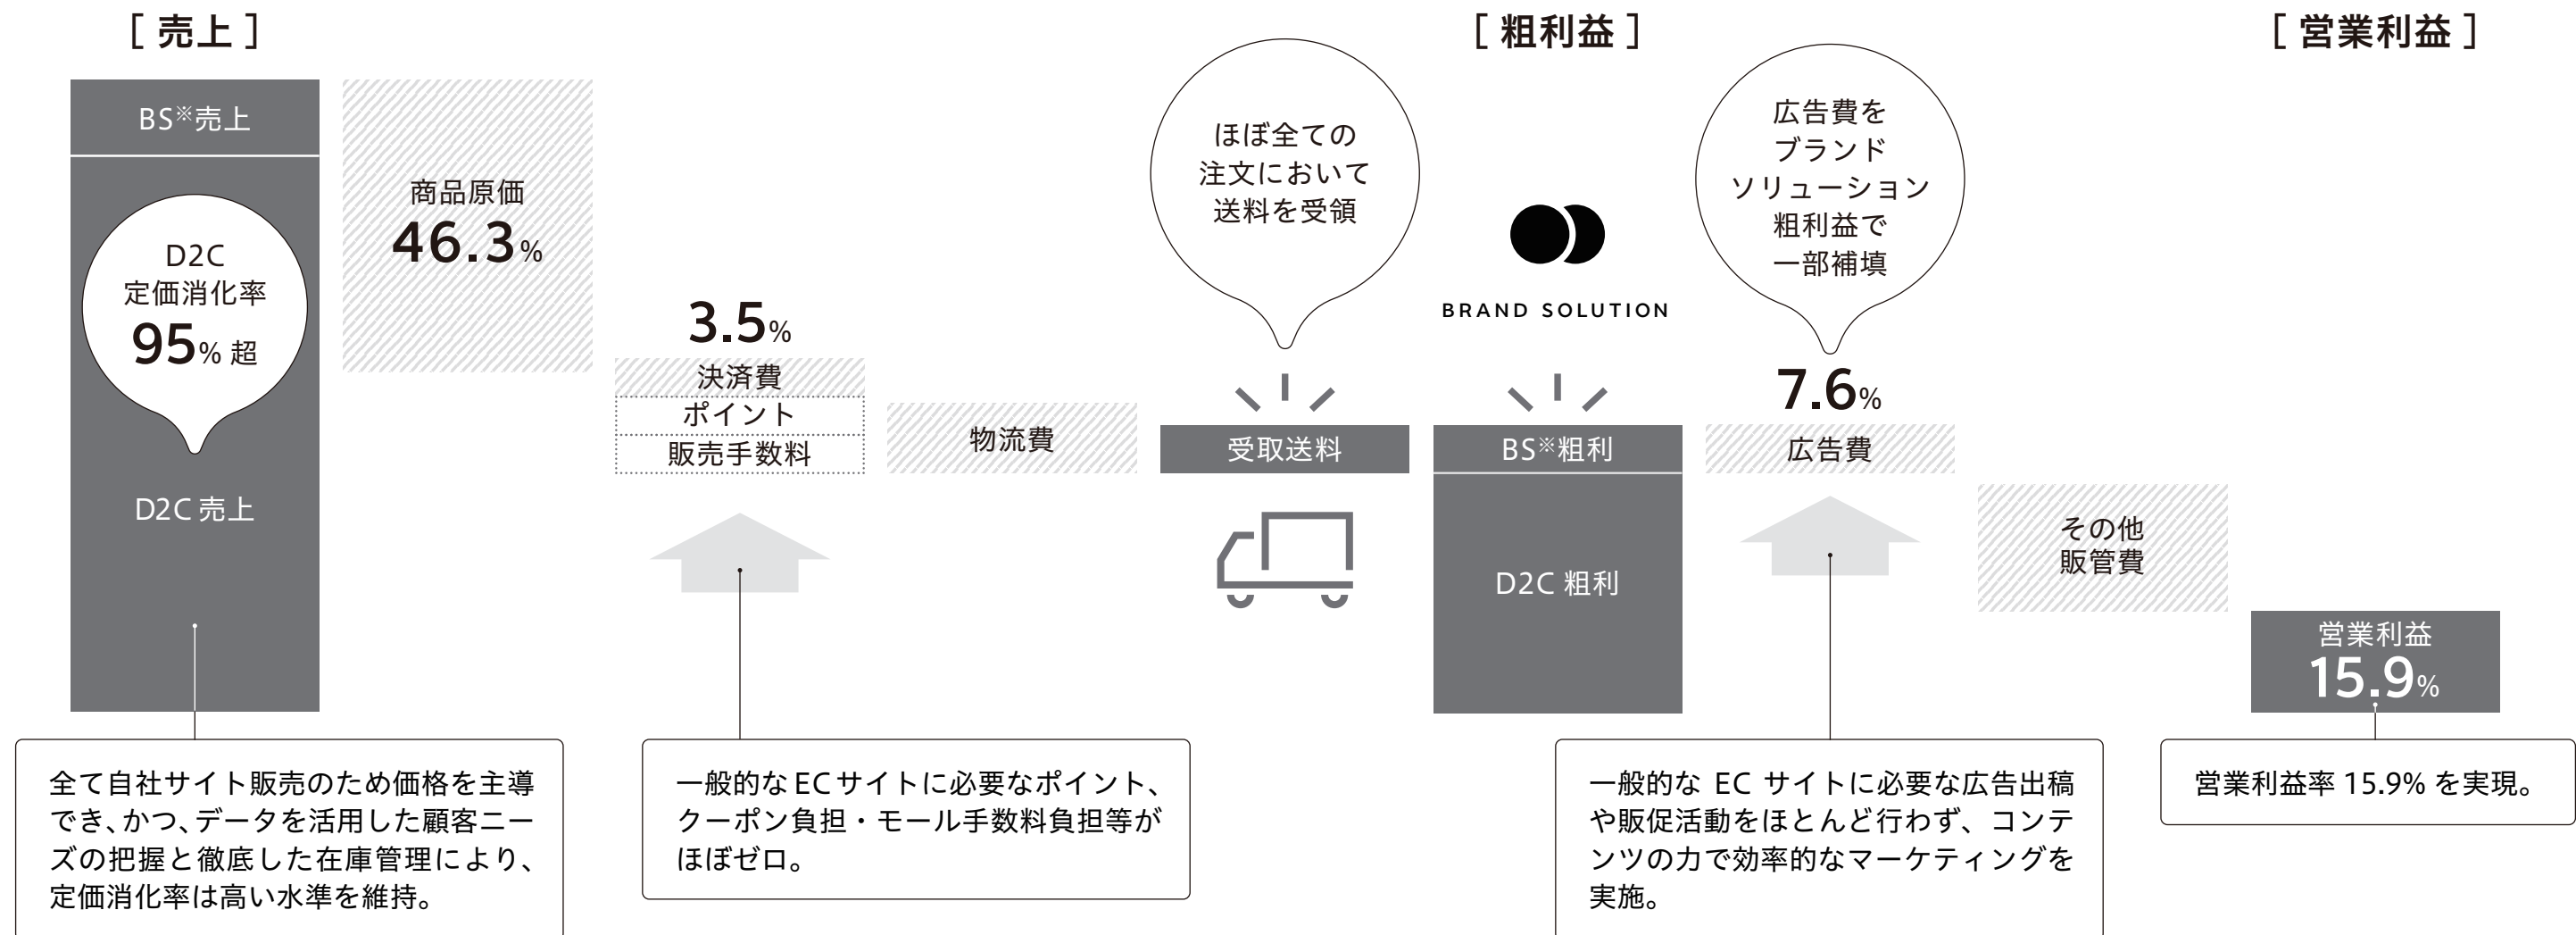 ［ 売上 ］
BS※売上
D2C
定価消化率
95% 超
D2C 売上
全て自社サイト販売のため価格を主導
でき、かつ、データを活用した顧客ニー
ズの把握と徹底した在庫管理により、
定価消化率は高い水準を維持。
商品原価
46.3%
3.5%
決済費
ポイント
販売手数料
一般的な EC サイトに必要なポイント、
クーポン負担・モール手数料負担等が
ほぼゼロ。
物流費
ほぼ全ての
注文において
送料を受領
受取送料
［ 粗利益 ］
BRAND SOLUTION
BS※粗利
D2C 粗利
広告費を
ブランド
ソリューション
粗利益で
一部補填
7.6%
広告費
一般的な EC サイトに必要な広告出稿
や販促活動をほとんど行わず、コンテ
ンツの力で効率的なマーケティングを
実施。
その他
販管費
［ 営業利益 ］
営業利益
15.9%
営業利益率 15.9% を実現。